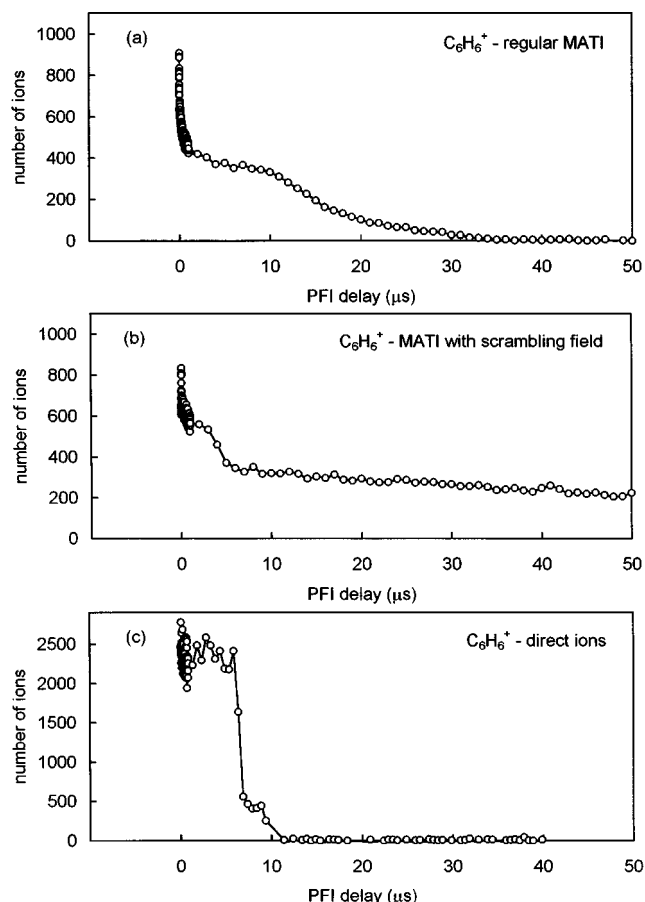 1000
(a)
C6H6+ - regular MATI
800
600
400
200
0
number of ions
0 10 20 30 40 50
PFI delay (μs)
1000
(b)
C6H6+ - MATI with scrambling field
800
600
400
200
0
number of ions
0 10 20 30 40 50
PFI delay (μs)
(c)
C6H6+ - direct ions
2500
2000
1500
1000
500
0
number of ions
0 10 20 30 40 50
PFI delay (μs)